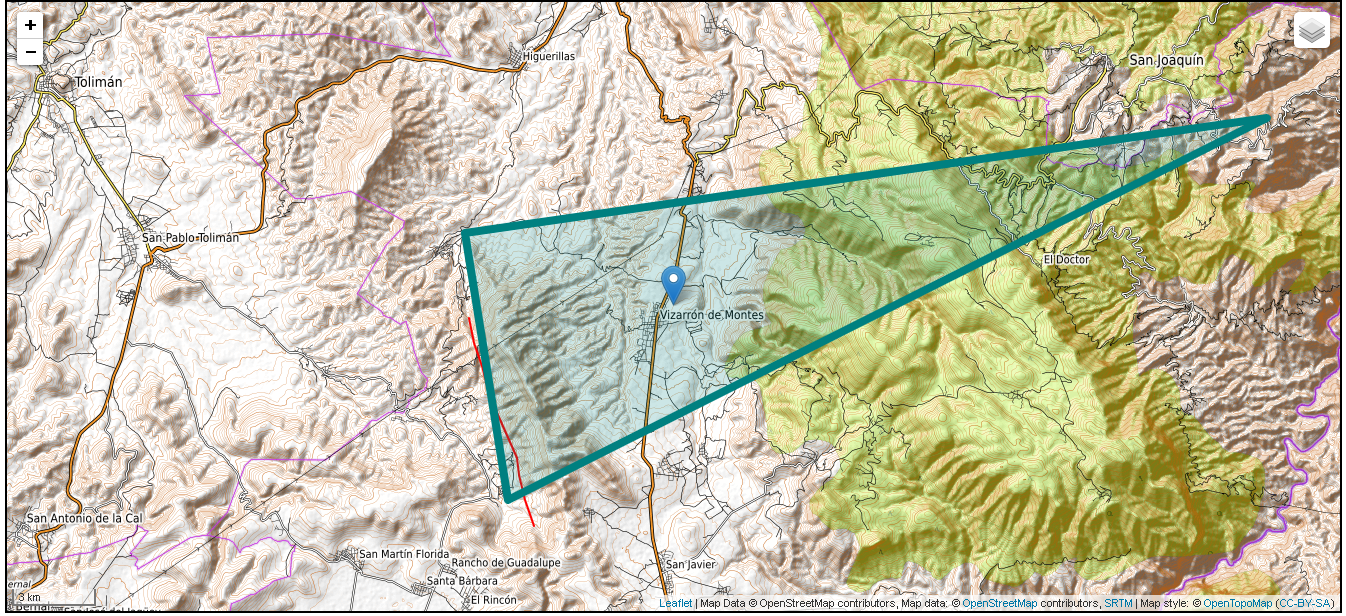 +
−
Higuerillas
San Joaquín
Tolimán
San Pablo Tolimán
El Doctor
Vizarrón de Montes
San Antonio de la Cal
San Martín Florida
Rancho de Guadalupe
San Javier
Santa Bárbara
El Rincón
3 km
Bernal
Leaflet | Map Data © OpenStreetMap contributors, Map data: © OpenStreetMap contributors, SRTM | Map style: © OpenTopoMap (CC-BY-SA)